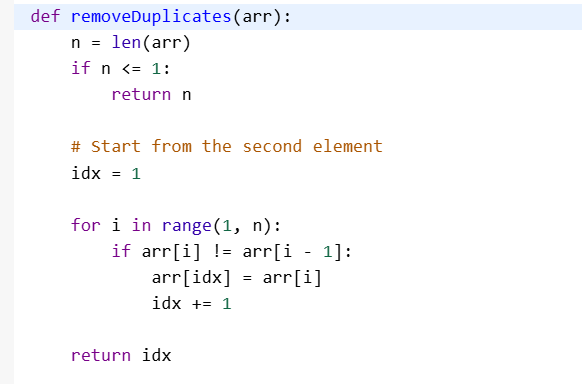 def removeDuplicates(arr):
    n = len(arr)
    if n <= 1:
        return n

    # Start from the second element
    idx = 1

    for i in range(1, n):
        if arr[i] != arr[i - 1]:
            arr[idx] = arr[i]
            idx += 1

    return idx